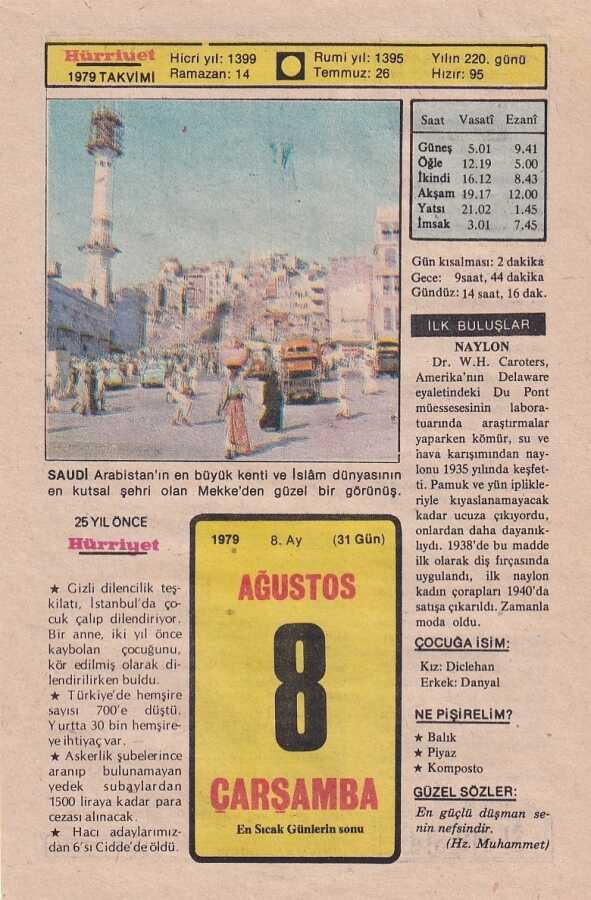 Hürriyet
1979 TAKVİMİ
Hicri yıl: 1399
Ramazan: 14
Rumi yıl: 1395
Temmuz: 26
Yılın 220. günü
Hızır: 95
Saat Vasatî Ezanî
Güneş 5.01 9.41
Öğle 12.19 5.00
İkindi 16.12 8.43
Akşam 19.17 12.00
Yatsı 21.02 1.45
İmsak 3.01 7.45
Gün kısalması: 2 dakika
Gece: 9saat, 44 dakika
Gündüz: 14 saat, 16 dak.
SAUDİ Arabistan'ın en büyük kenti ve İslâm dünyasının
en kutsal şehri olan Mekke'den güzel bir görünüş.
İLK BULUŞLAR
NAYLON
Dr. W.H. Caroters,
Amerika'nın Delaware
eyaletindeki Du Pont
müessesesinin labora-
tuarında araştırmalar
yaparken kömür, su ve
hava karışımından nay-
lonu 1935 yılında keşfet-
ti. Pamuk ve yün iplikle-
riyle kıyaslanamayacak
kadar ucuza çıkıyordu,
onlardan daha dayanık-
lıydı. 1938'de bu madde
ilk olarak diş fırçasında
uygulandı, ilk naylon
kadın çorapları 1940'da
satışa çıkarıldı. Zamanla
moda oldu.
25 YIL ÖNCE
Hürriyet
★ Gizli dilencilik teş-
kilatı, İstanbul'da ço-
cuk çalıp dilendiriyor.
Bir anne, iki yıl önce
kaybolan çocuğunu,
kör edilmiş olarak di-
lendirilirken buldu.
★ Türkiye'de hemşire
sayısı 700'e düştü.
Yurtta 30 bin hemşire-
ye ihtiyaç var.
★ Askerlik şubelerince
aranıp bulunamayan
yedek subaylardan
1500 liraya kadar para
cezası alınacak.
★ Hacı adaylarımız-
dan 6'sı Cidde'de öldü.
1979 8. Ay (31 Gün)
AĞUSTOS
8
ÇARŞAMBA
En Sıcak Günlerin sonu
ÇOCUĞA İSİM:
Kız: Diclehan
Erkek: Danyal
NE PİŞİRELİM?
★ Balık
★ Piyaz
★ Komposto
GÜZEL SÖZLER:
En güçlü düşman se-
nin nefsindir.
(Hz. Muhammet)